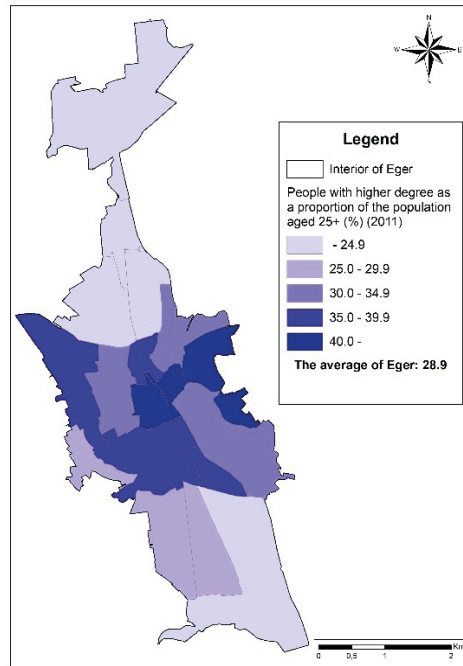 N
W
E
S
Legend
Interior of Eger
People with higher degree as
a proportion of the population
aged 25+ (%) (2011)
- 24.9
25.0 - 29.9
30.0 - 34.9
35.0 - 39.9
40.0 -
The average of Eger: 28.9
Km
0 0,5 1 2